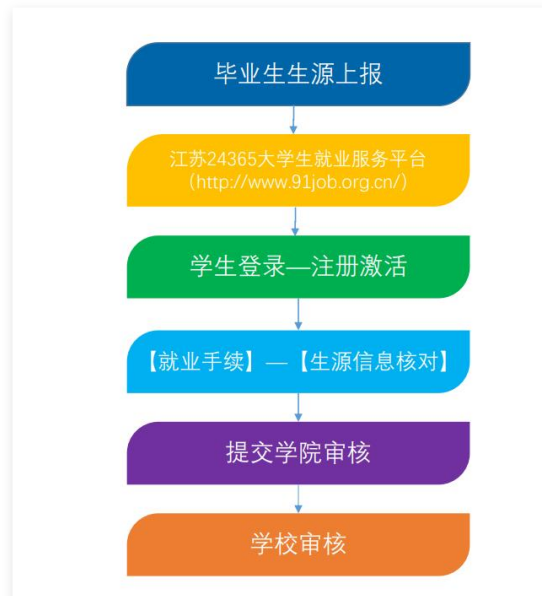 毕业生生源上报
江苏24365大学生就业服务平台
（http://www.91job.org.cn/）
学生登录—注册激活
【就业手续】—【生源信息核对】
提交学院审核
学校审核